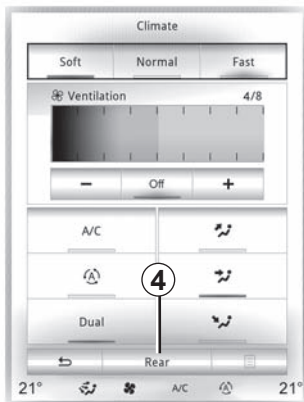 Climate
Soft Normal Fast
Ventilation 4/8
− Off +
A/C
A
4
Dual
Rear
21° A/C A 21°